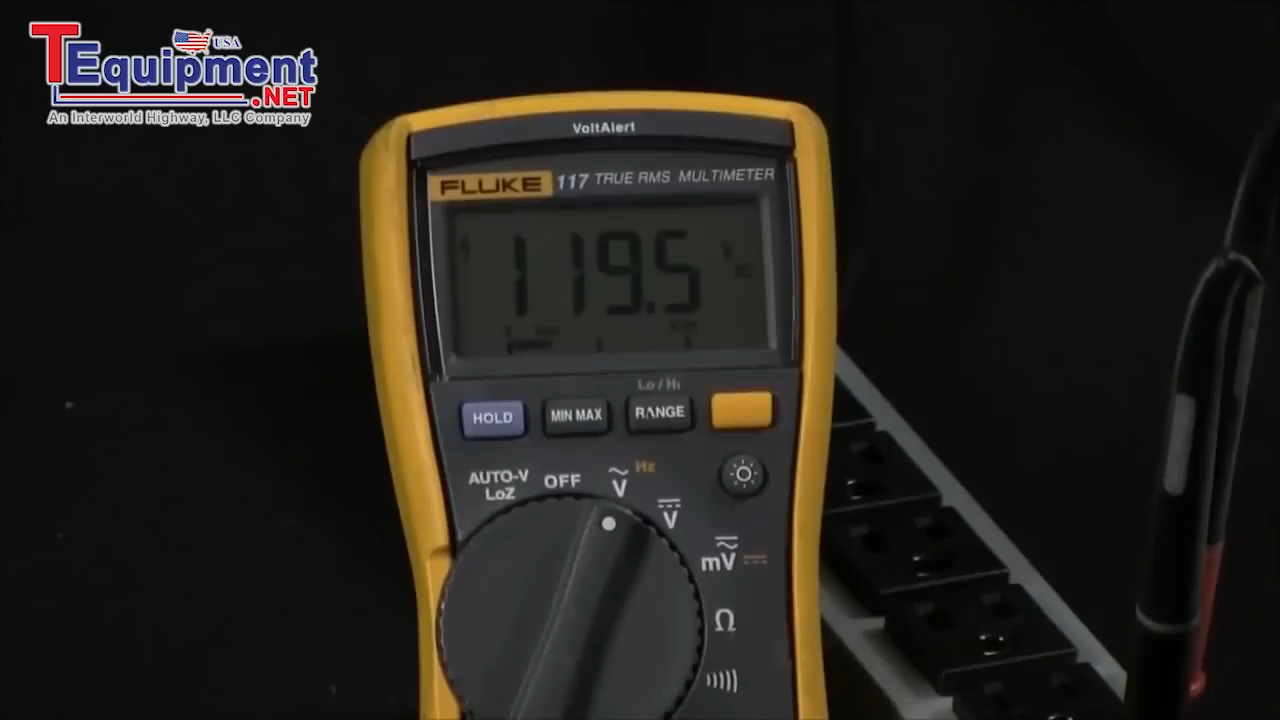 TEquipment USA
.NET
An Interworld Highway, LLC Company
VoltAlert
FLUKE 117 TRUE RMS MULTIMETER
119.5 V
Lo / Hi
HOLD MIN MAX RANGE
AUTO-V LoZ
OFF
V Hz
V
mV
Ω